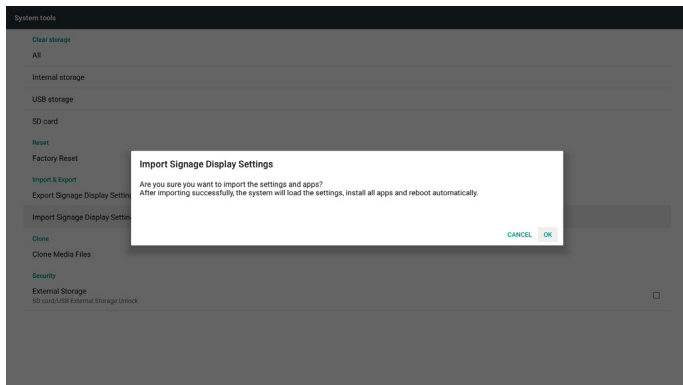 System tools
Clear storage
All
Internal storage
USB storage
SD card
Reset
Factory Reset
Import & Export
Export Signage Display Settin
Import Signage Display Settin
Clone
Clone Media Files
Security
External Storage
SD card/USB External Storage Unlock
Import Signage Display Settings
Are you sure you want to import the settings and apps?
After importing successfully, the system will load the settings, install all apps and reboot automatically.
CANCEL OK